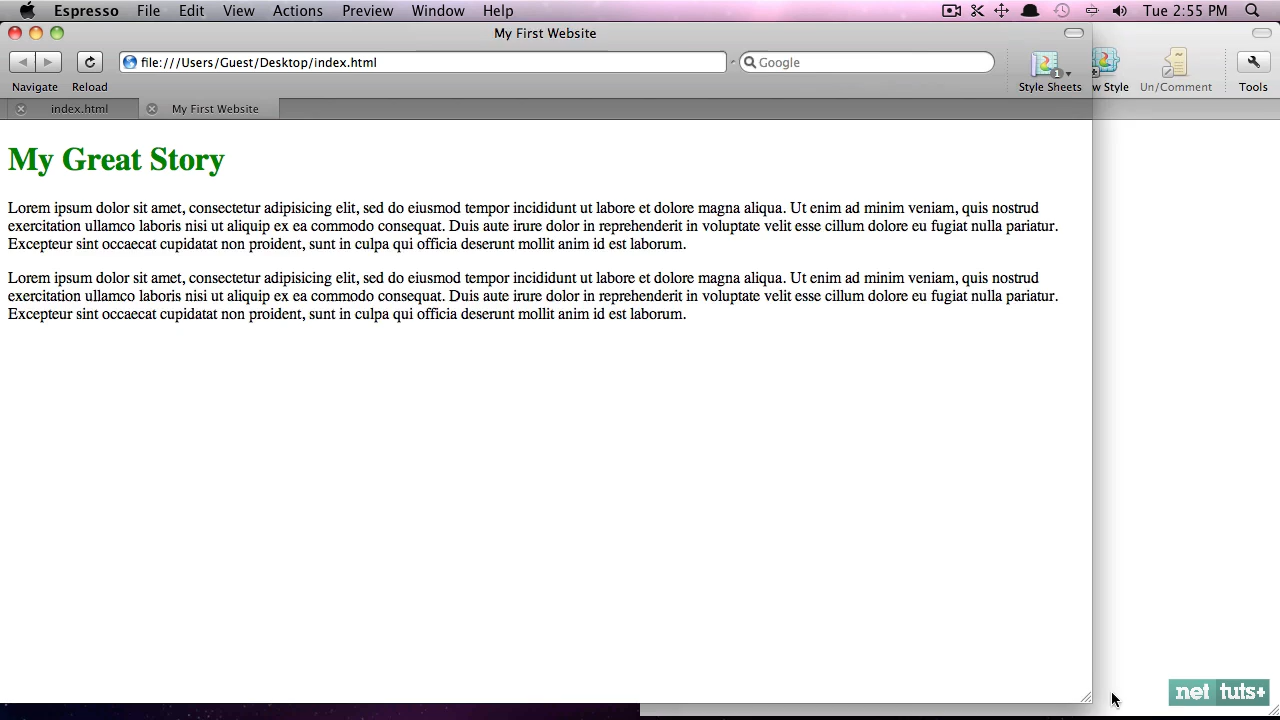 Espresso File Edit View Actions Preview Window Help Tue 2:55 PM
My First Website
file:///Users/Guest/Desktop/index.html Google 1
Navigate Reload Style Sheets w Style Un/Comment Tools
index.html My First Website
My Great Story
Lorem ipsum dolor sit amet, consectetur adipisicing elit, sed do eiusmod tempor incididunt ut labore et dolore magna aliqua. Ut enim ad minim veniam, quis nostrud
exercitation ullamco laboris nisi ut aliquip ex ea commodo consequat. Duis aute irure dolor in reprehenderit in voluptate velit esse cillum dolore eu fugiat nulla pariatur.
Excepteur sint occaecat cupidatat non proident, sunt in culpa qui officia deserunt mollit anim id est laborum.
Lorem ipsum dolor sit amet, consectetur adipisicing elit, sed do eiusmod tempor incididunt ut labore et dolore magna aliqua. Ut enim ad minim veniam, quis nostrud
exercitation ullamco laboris nisi ut aliquip ex ea commodo consequat. Duis aute irure dolor in reprehenderit in voluptate velit esse cillum dolore eu fugiat nulla pariatur.
Excepteur sint occaecat cupidatat non proident, sunt in culpa qui officia deserunt mollit anim id est laborum.
net tuts+